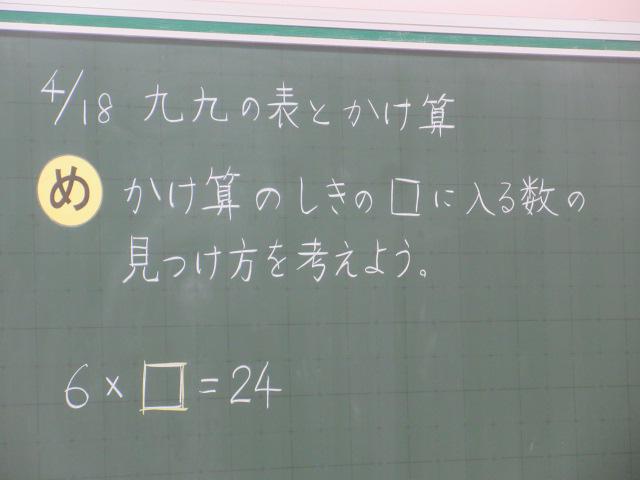 4/18 九九の表とかけ算
め かけ算のしきの□に入る数の
見つけ方を考えよう。
6×□=24